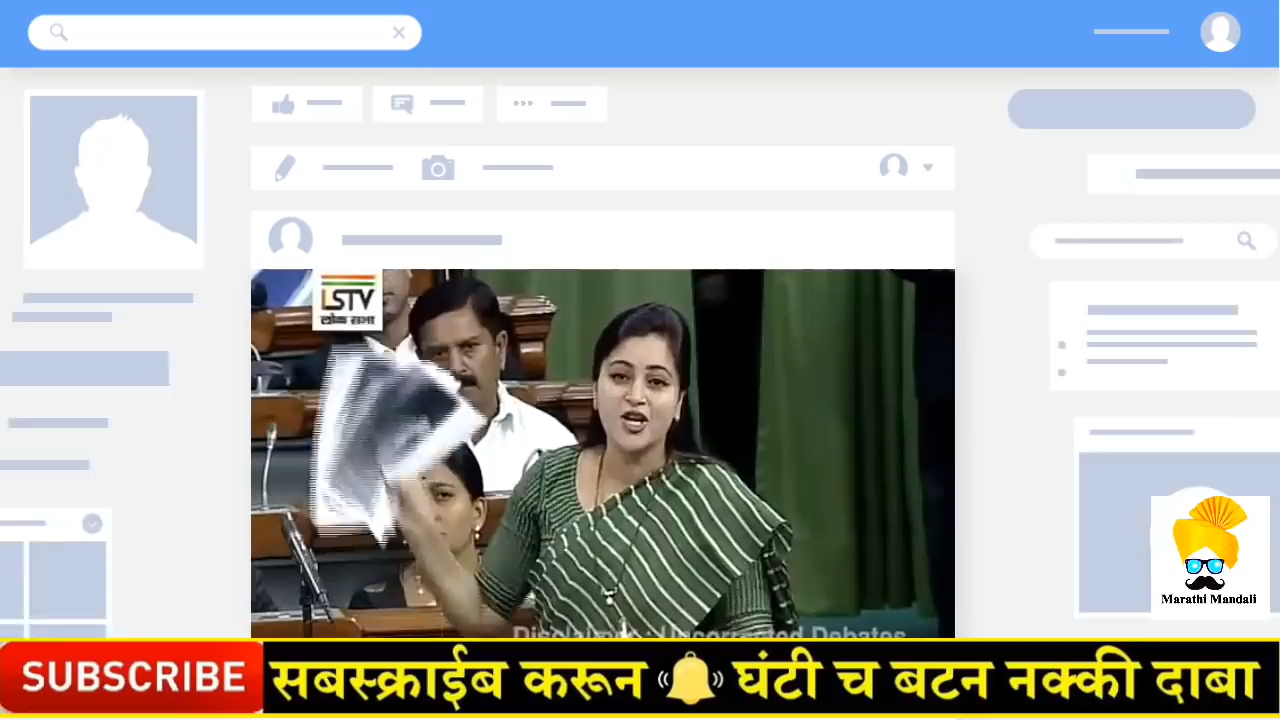 LSTV
लोक सभा
Disclaimer : Uncorrected Debates
Marathi Mandali
SUBSCRIBE सबस्क्राईब करून घंटी च बटन नक्की दाबा